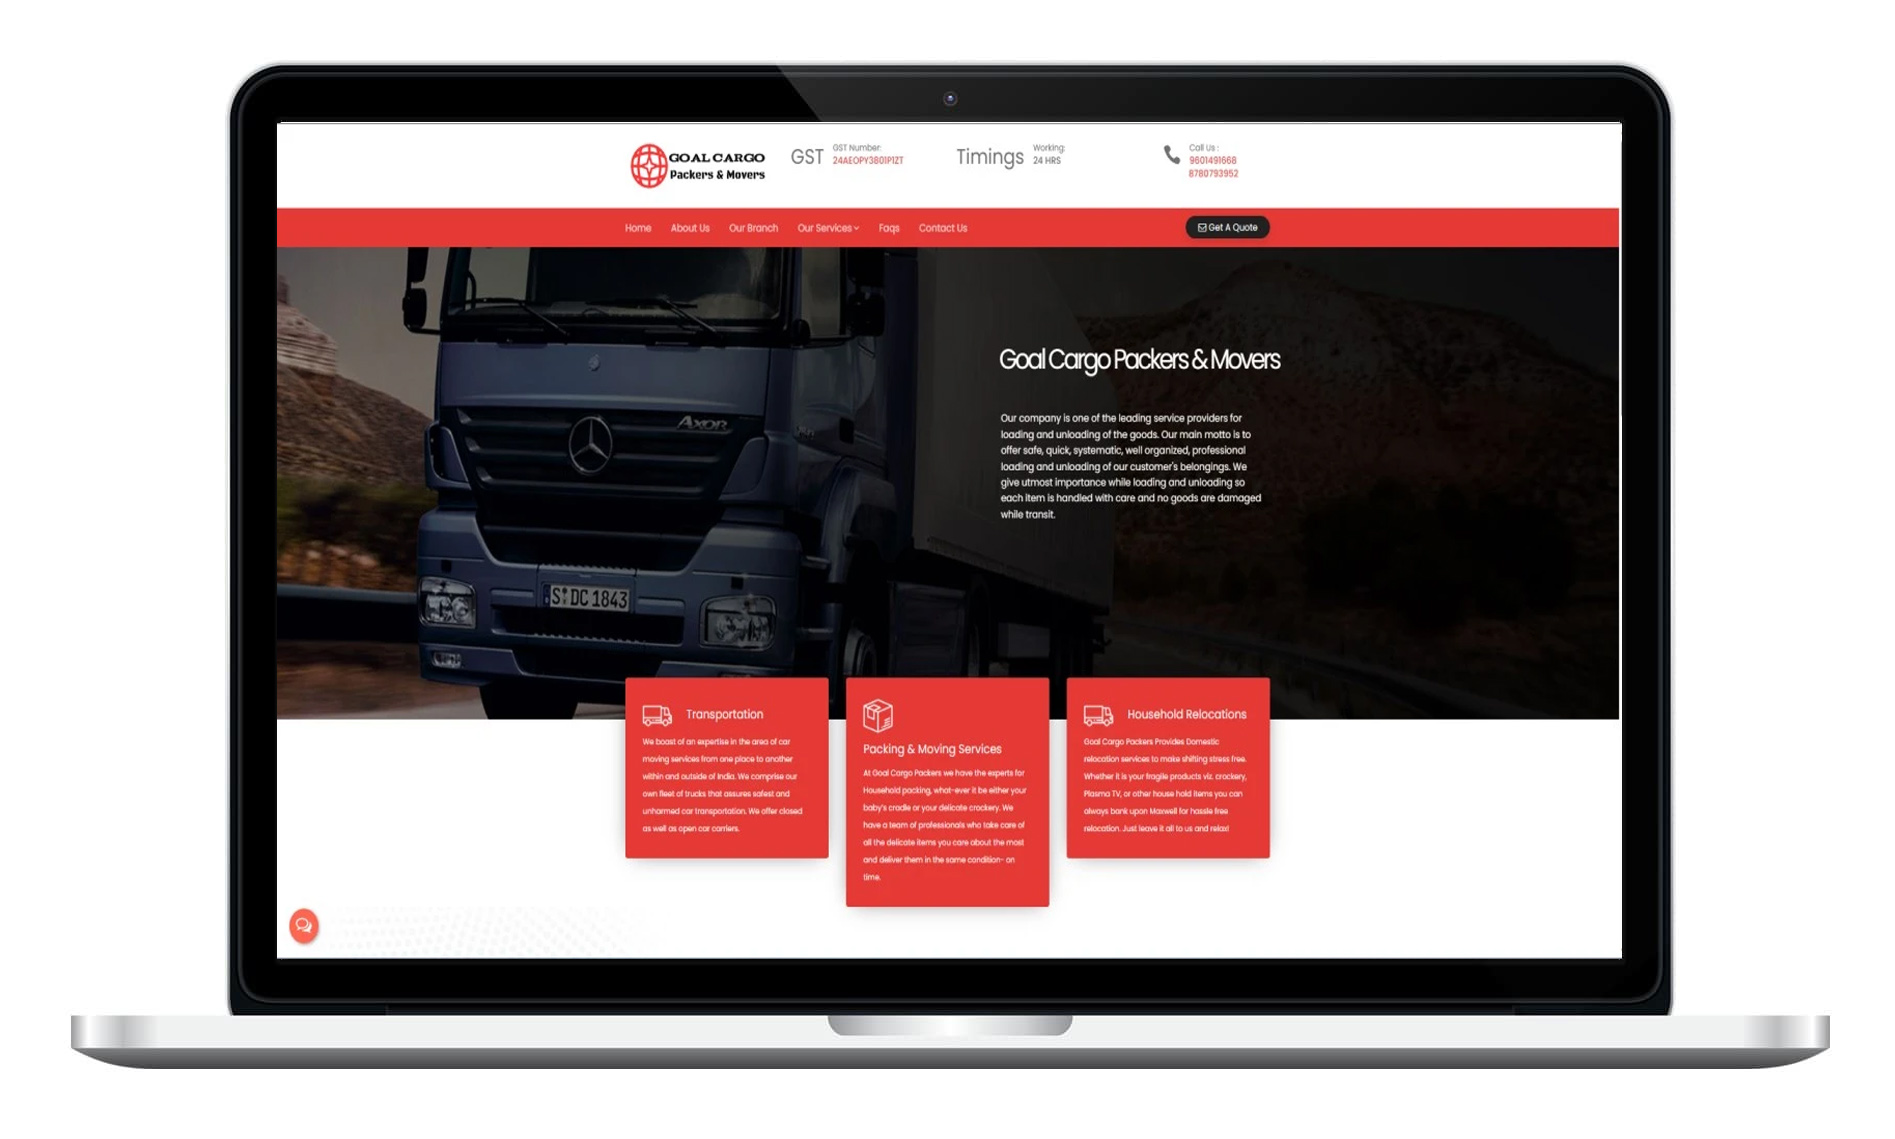 GOAL CARGO
Packers & Movers
GST
GST Number:
24AEOPY3801P1ZT
Timings
Working:
24 HRS
Call Us :
9601491668
8780793952
Home About Us Our Branch Our Services Faqs Contact Us
Get A Quote
AXOR
S DC 1843
Goal Cargo Packers & Movers
Our company is one of the leading service providers for
loading and unloading of the goods. Our main motto is to
offer safe, quick, systematic, well organized, professional
loading and unloading of our customer's belongings. We
give utmost importance while loading and unloading so
each item is handled with care and no goods are damaged
while transit.
Transportation
We boast of an expertise in the area of car
moving services from one place to another
within and outside of India. We comprise our
own fleet of trucks that assures safest and
unharmed car transportation. We offer closed
as well as open car carriers.
Packing & Moving Services
At Goal Cargo Packers we have the experts for
Household packing, what-ever it be either your
baby's cradle or your delicate crockery. We
have a team of professionals who take care of
all the delicate items you care about the most
and deliver them in the same condition- on
time.
Household Relocations
Goal Cargo Packers Provides Domestic
relocation services to make shifting stress free.
Whether it is your fragile products viz. crockery,
Plasma TV, or other house hold items you can
always bank upon Maxwell for hassle free
relocation. Just leave it all to us and relax!